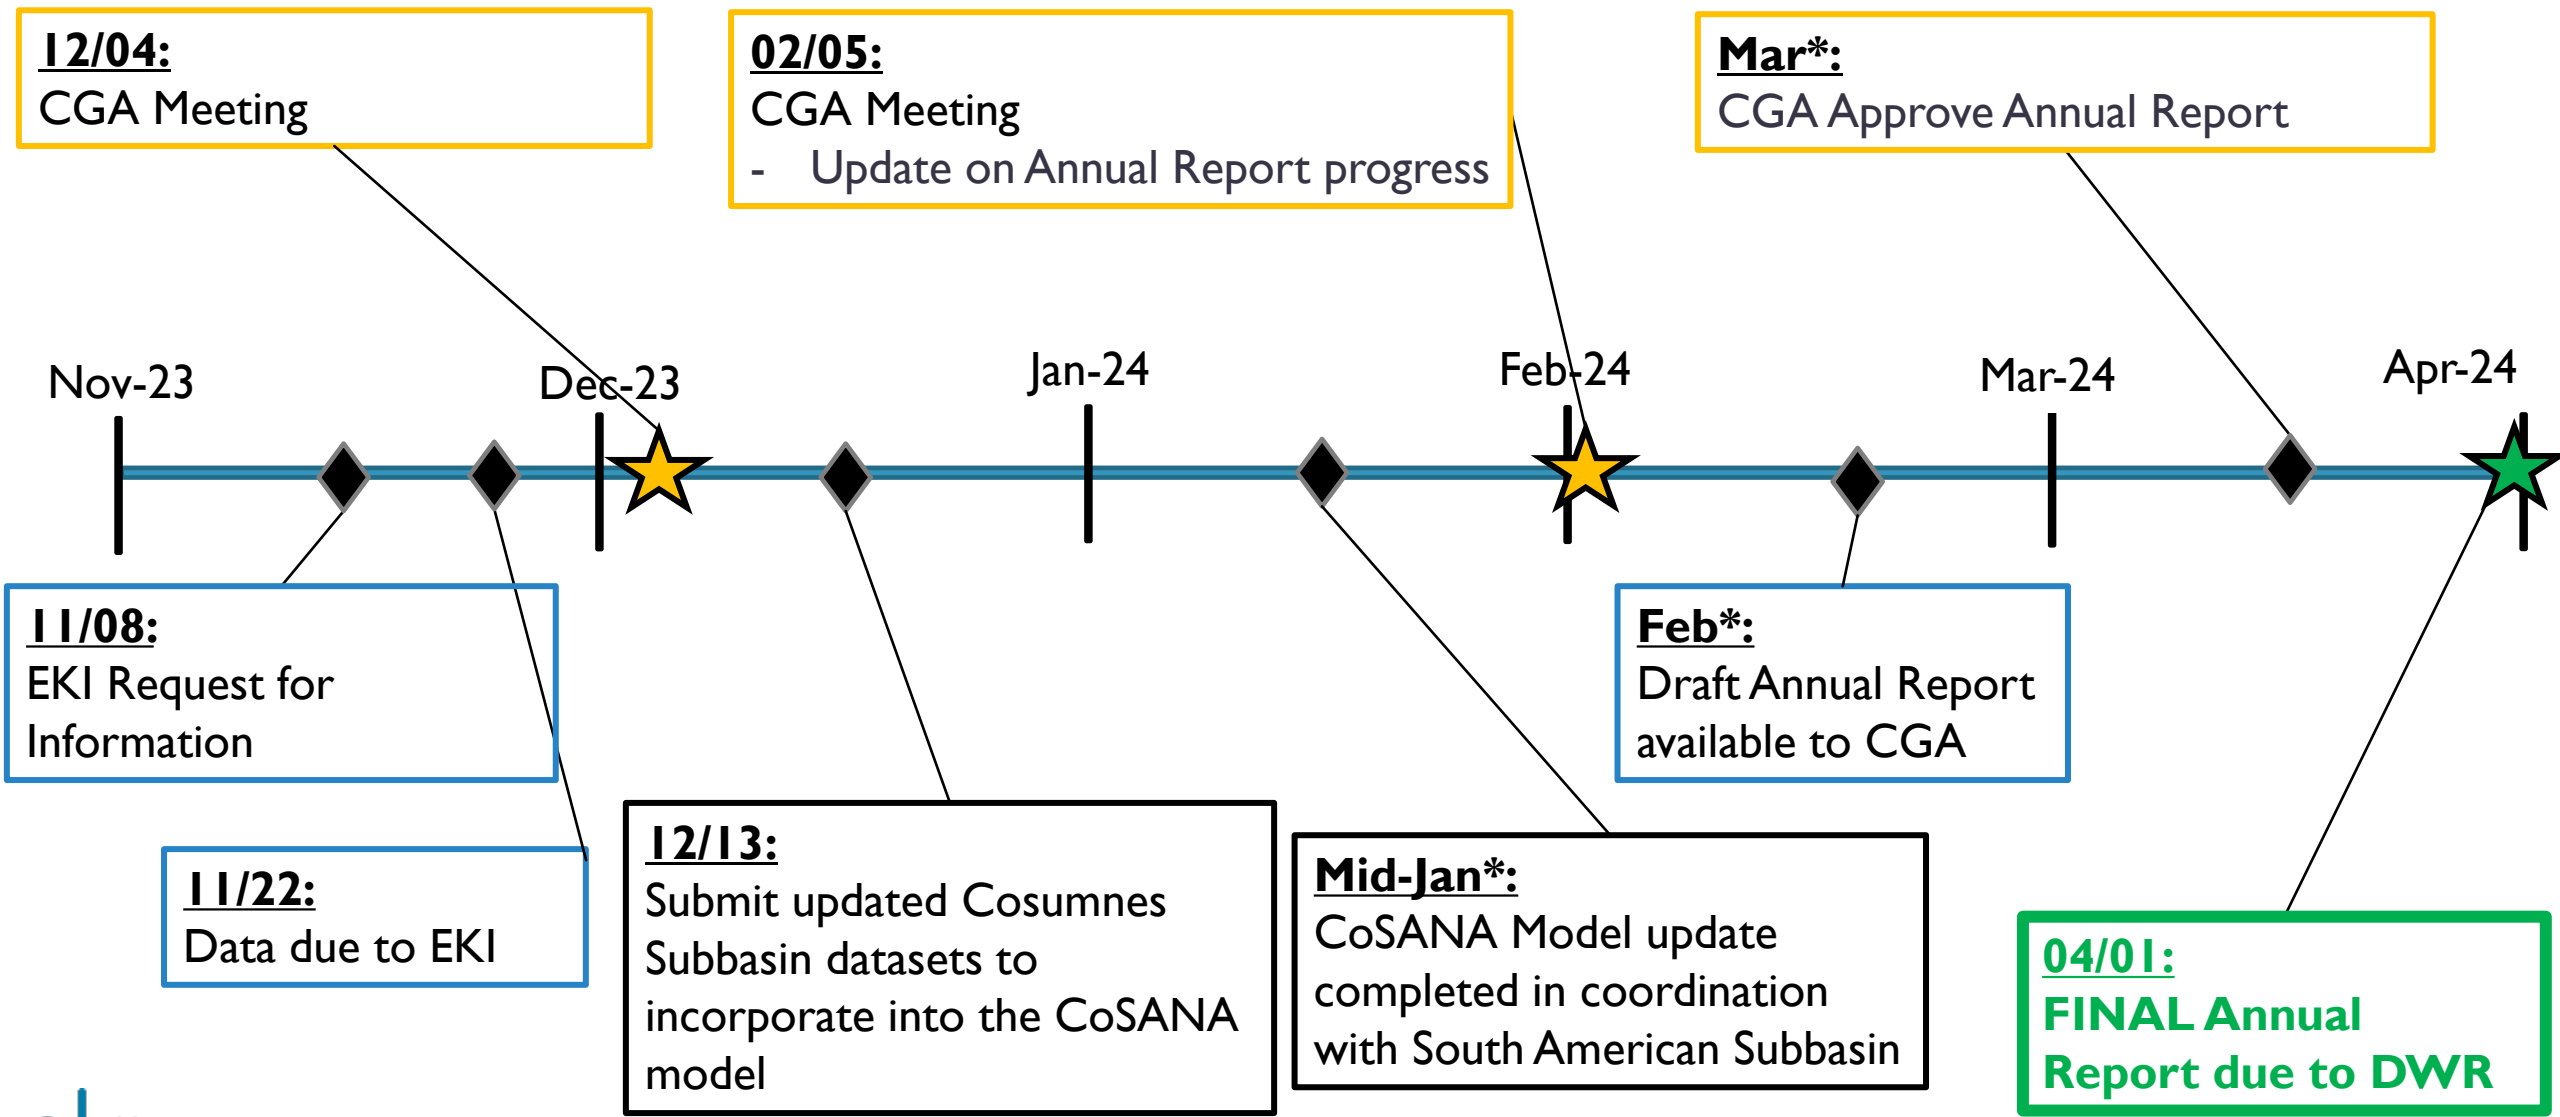 12/04:
CGA Meeting
02/05:
CGA Meeting
- Update on Annual Report progress
Mar*:
CGA Approve Annual Report
Nov-23
Dec-23
Jan-24
Feb-24
Mar-24
Apr-24
11/08:
EKI Request for
Information
11/22:
Data due to EKI
12/13:
Submit updated Cosumnes
Subbasin datasets to
incorporate into the CoSANA
model
Mid-Jan*:
CoSANA Model update
completed in coordination
with South American Subbasin
Feb*:
Draft Annual Report
available to CGA
04/01:
FINAL Annual
Report due to DWR